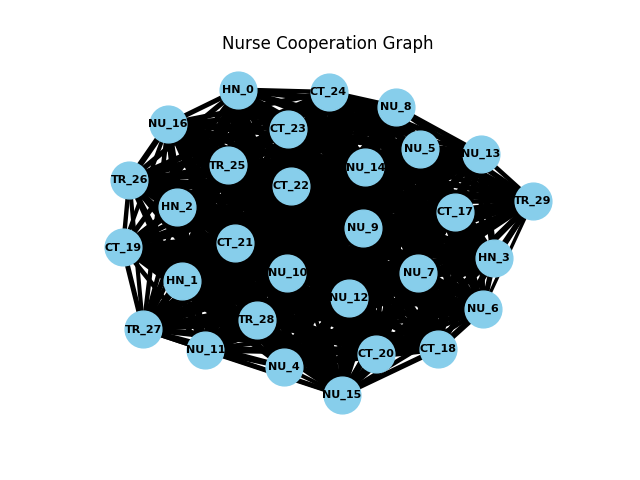 Nurse Cooperation Graph
HN_0
CT_24
NU_8
NU_16
CT_23
NU_5
NU_13
TR_25
NU_14
TR_26
CT_22
TR_29
HN_2
CT_17
NU_9
CT_21
CT_19
HN_3
NU_10
NU_7
HN_1
NU_12
NU_6
TR_28
TR_27
NU_11
CT_18
CT_20
NU_4
NU_15